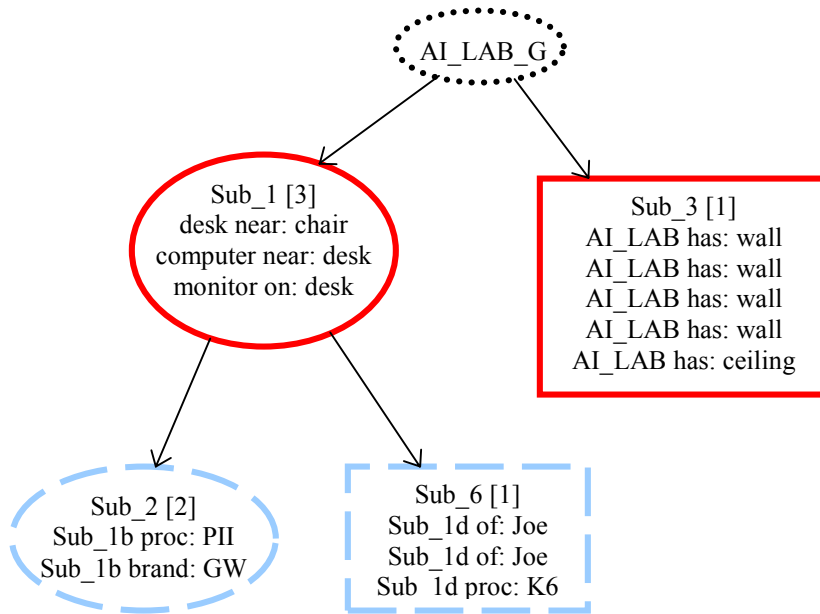 AI_LAB_G
Sub_1 [3]
desk near: chair
computer near: desk
monitor on: desk
Sub_3 [1]
AI_LAB has: wall
AI_LAB has: wall
AI_LAB has: wall
AI_LAB has: wall
AI_LAB has: ceiling
Sub_2 [2]
Sub_1b proc: PII
Sub_1b brand: GW
Sub_6 [1]
Sub_1d of: Joe
Sub_1d of: Joe
Sub_1d proc: K6